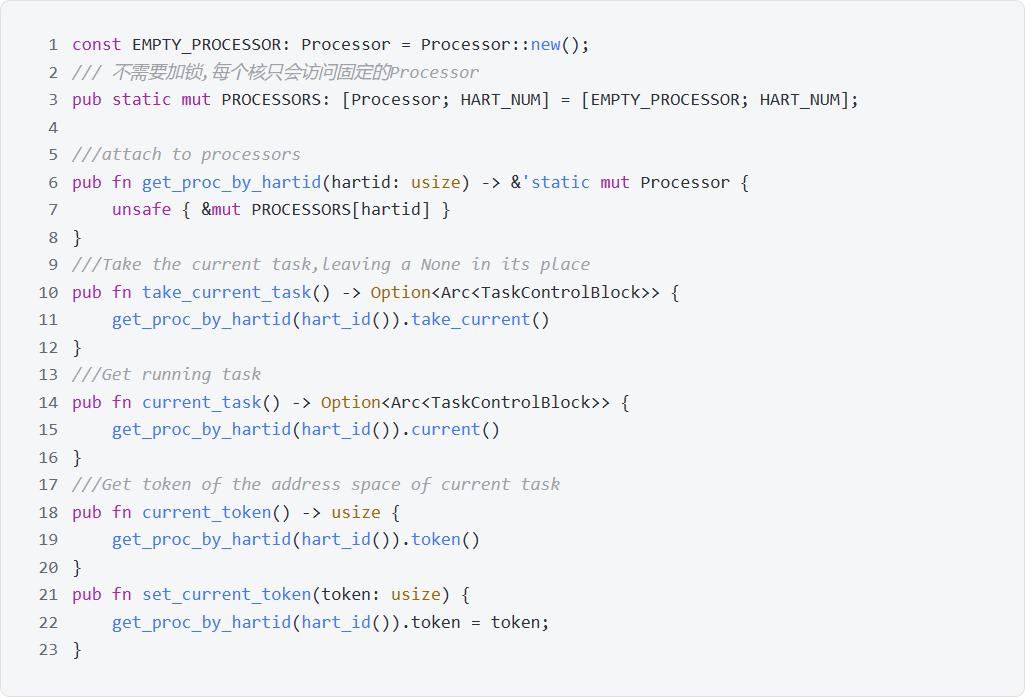 1 const EMPTY_PROCESSOR: Processor = Processor::new();
2 /// 不需要加锁,每个核只会访问固定的Processor
3 pub static mut PROCESSORS: [Processor; HART_NUM] = [EMPTY_PROCESSOR; HART_NUM];
4
5 ///attach to processors
6 pub fn get_proc_by_hartid(hartid: usize) -> &'static mut Processor {
7     unsafe { &mut PROCESSORS[hartid] }
8 }
9 ///Take the current task,leaving a None in its place
10 pub fn take_current_task() -> Option<Arc<TaskControlBlock>> {
11     get_proc_by_hartid(hart_id()).take_current()
12 }
13 ///Get running task
14 pub fn current_task() -> Option<Arc<TaskControlBlock>> {
15     get_proc_by_hartid(hart_id()).current()
16 }
17 ///Get token of the address space of current task
18 pub fn current_token() -> usize {
19     get_proc_by_hartid(hart_id()).token()
20 }
21 pub fn set_current_token(token: usize) {
22     get_proc_by_hartid(hart_id()).token = token;
23 }